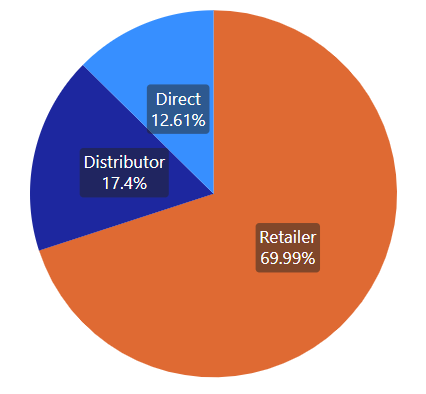 Direct
12.61%
Distributor
17.4%
Retailer
69.99%